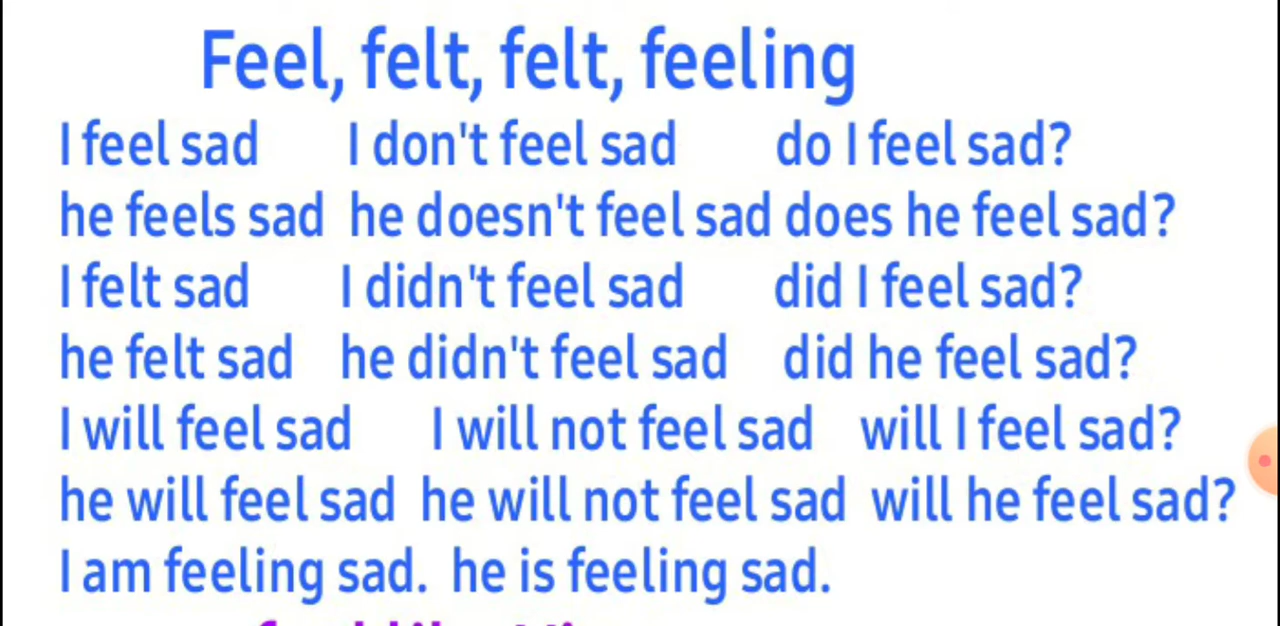 Feel, felt, felt, feeling
I feel sad I don't feel sad do I feel sad?
he feels sad he doesn't feel sad does he feel sad?
I felt sad I didn't feel sad did I feel sad?
he felt sad he didn't feel sad did he feel sad?
I will feel sad I will not feel sad will I feel sad?
he will feel sad he will not feel sad will he feel sad?
I am feeling sad. he is feeling sad.